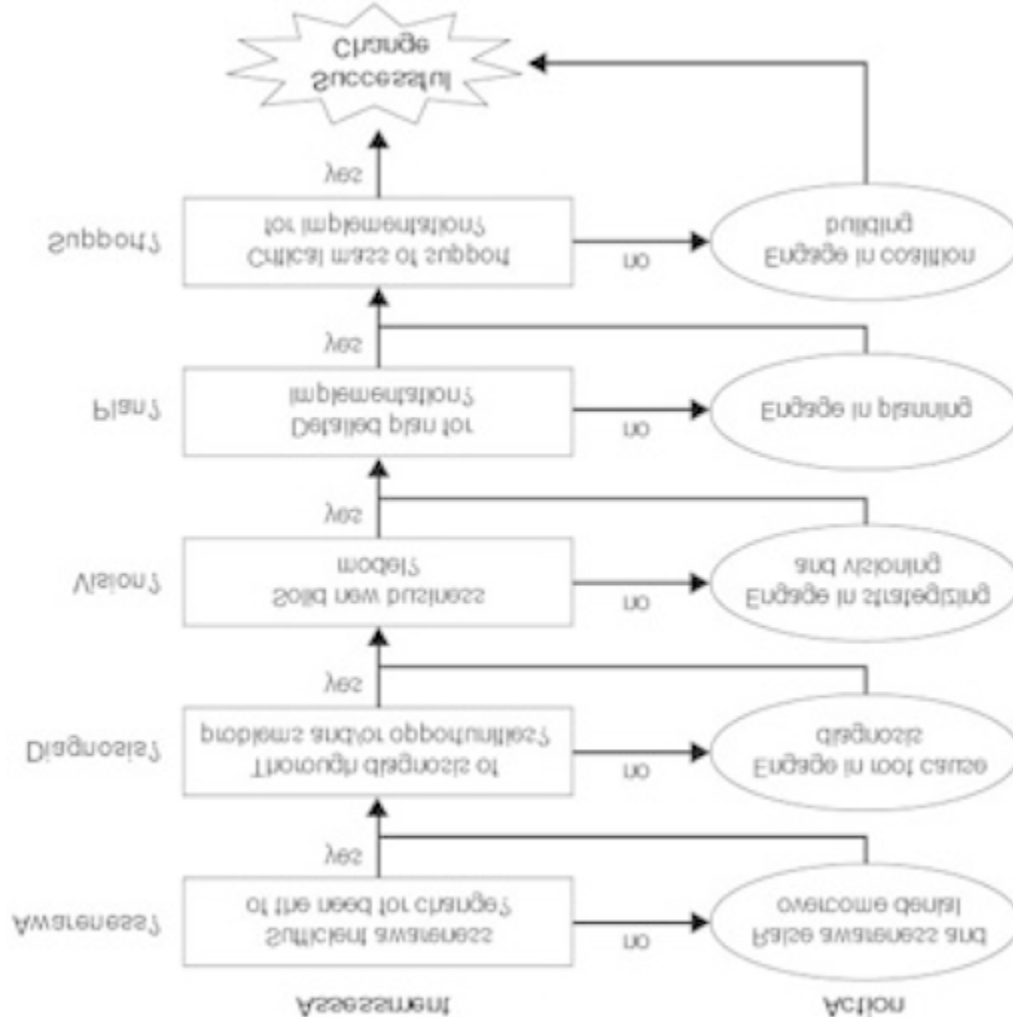 Assessment
Action
Awareness?
Sufficient awareness
of the need for change?
no
Raise awareness and
overcome denial
yes
Diagnosis?
Thorough diagnosis of
problems and/or opportunities?
no
Engage in root cause
diagnosis
yes
Vision?
Solid new business
model?
no
Engage in strategizing
and visioning
yes
Plan?
Detailed plan for
implementation?
no
Engage in planning
yes
Support?
Critical mass of support
for implementation?
no
Engage in coalition
building
yes
Successful
Change